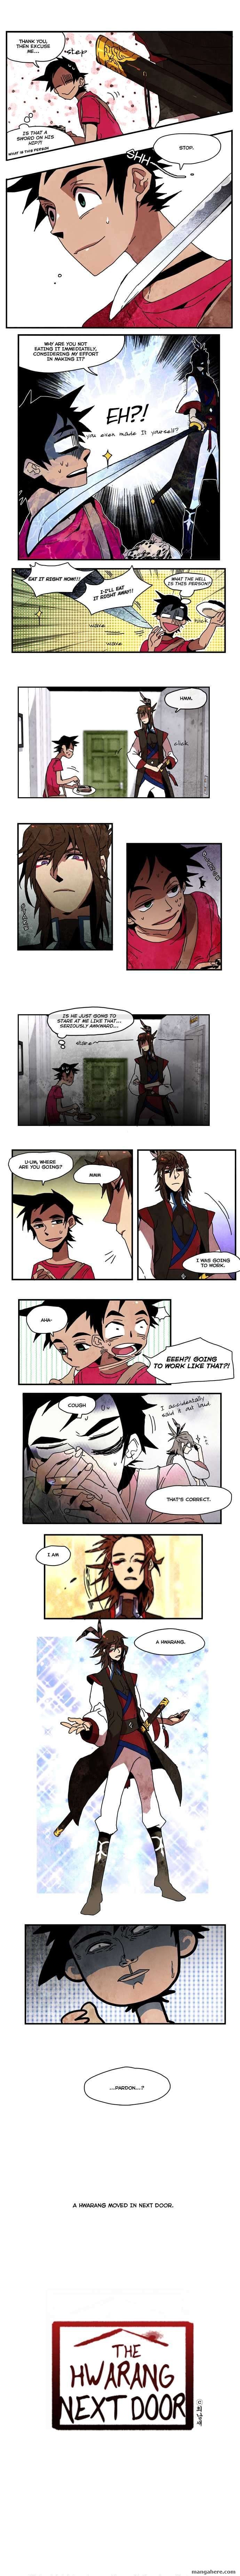 THANK YOU,
THEN EXCUSE
ME...
step
IS THAT A
SWORD ON HIS
HIP?!
WHAT IS THIS PERSON
STOP.
SHH
WHY ARE YOU NOT
EATING IT IMMEDIATELY,
CONSIDERING MY EFFORT
IN MAKING IT?
EH?!
you even made it yourself?
EAT IT RIGHT NOW!!!
I-I'LL EAT
IT RIGHT AWAY!!
WHAT THE HELL
IS THIS PERSON?
wave
wave
HMM.
IS HE JUST GOING TO
STARE AT ME LIKE THAT...
SERIOUSLY AWKWARD...
stare
U-UM, WHERE
ARE YOU GOING?
MMM
I WAS GOING
TO WORK.
AHA-
EEEH?! GOING
TO WORK LIKE THAT?!
COUGH
I accidentally
said it out loud
THAT'S CORRECT.
I AM
A HWARANG.
...PARDON...?
A HWARANG MOVED IN NEXT DOOR.
THE
HWARANG
NEXT DOOR
www.mangahere.com